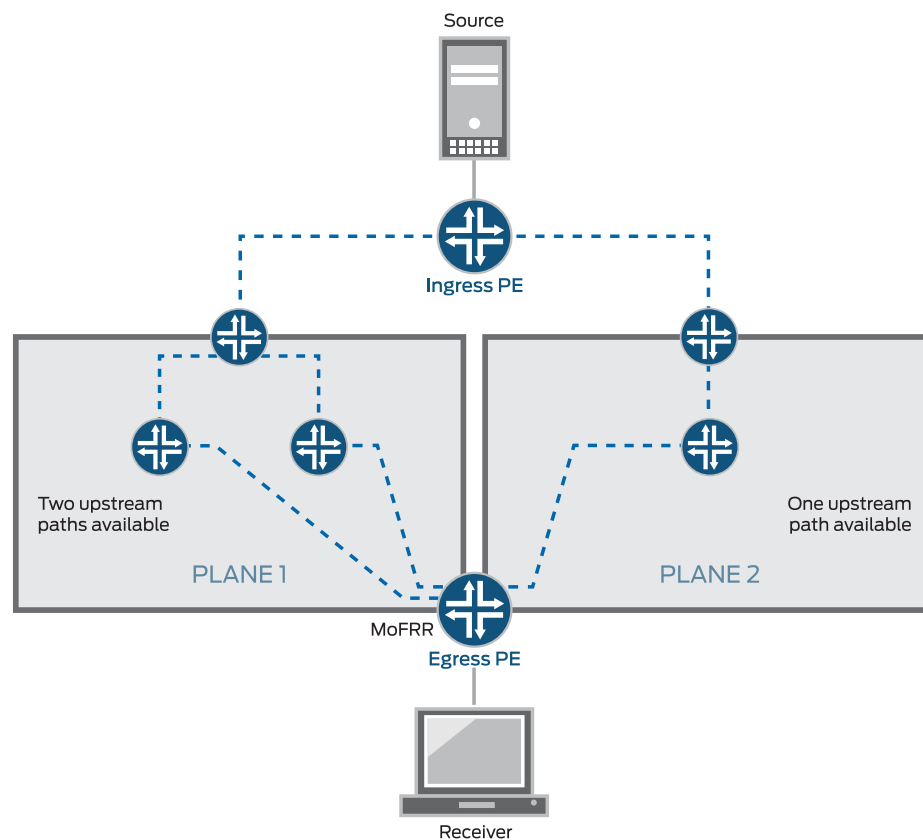 Source
Ingress PE
Two upstream
paths available
PLANE 1
One upstream
path available
PLANE 2
MoFRR
Egress PE
Receiver